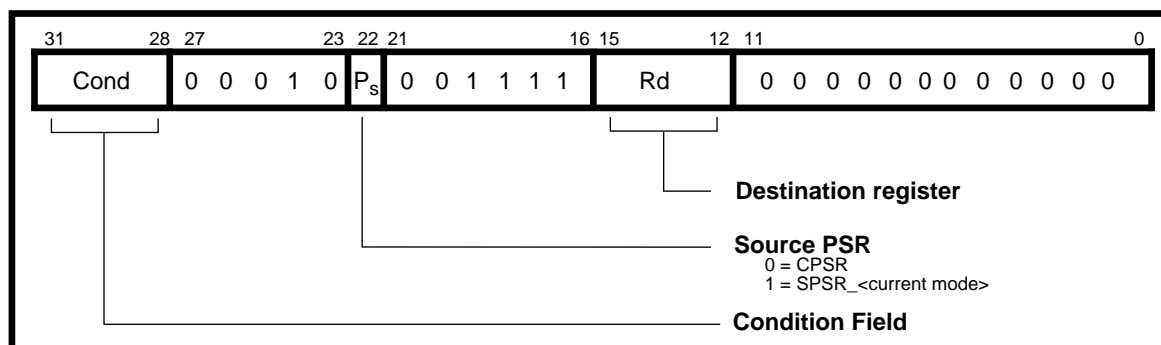 31 28 27 23 22 21 16 15 12 11 0
Cond 0 0 0 1 0 Ps 0 0 1 1 1 1 Rd 0 0 0 0 0 0 0 0 0 0 0 0
Destination register
Source PSR
0 = CPSR
1 = SPSR_<current mode>
Condition Field